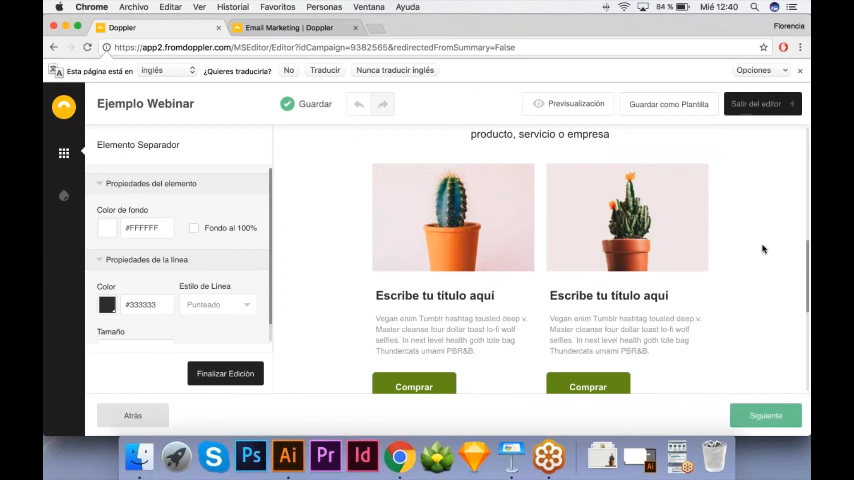 Chrome Archivo Editar Ver Historial Favoritos Personas Ventana Ayuda 84 % Mié 12:40
Doppler Email Marketing | Doppler Florencia
https://app2.fromdoppler.com/MSEditor/Editor?idCampaign=9382565&redirectedFromSummary=False
Esta página está en inglés ¿Quieres traducirla? No Traducir Nunca traducir inglés Opciones
Ejemplo Webinar Guardar Previsualización Guardar como Plantilla Salir del editor
producto, servicio o empresa
Elemento Separador
Propiedades del elemento
Color de fondo
#FFFFFF Fondo al 100%
Propiedades de la línea
Color Estilo de Línea
#333333 Punteado
Tamaño
Finalizar Edición
Escribe tu título aquí
Vegan enim Tumblr hashtag tousled deep v.
Master cleanse four dollar toast lo-fi wolf
selfies. In next level health goth tote bag
Thundercats umami PBR&B.
Comprar
Escribe tu título aquí
Vegan enim Tumblr hashtag tousled deep v.
Master cleanse four dollar toast lo-fi wolf
selfies. In next level health goth tote bag
Thundercats umami PBR&B.
Comprar
Atrás Siguiente
S Ps Ai Pr Id